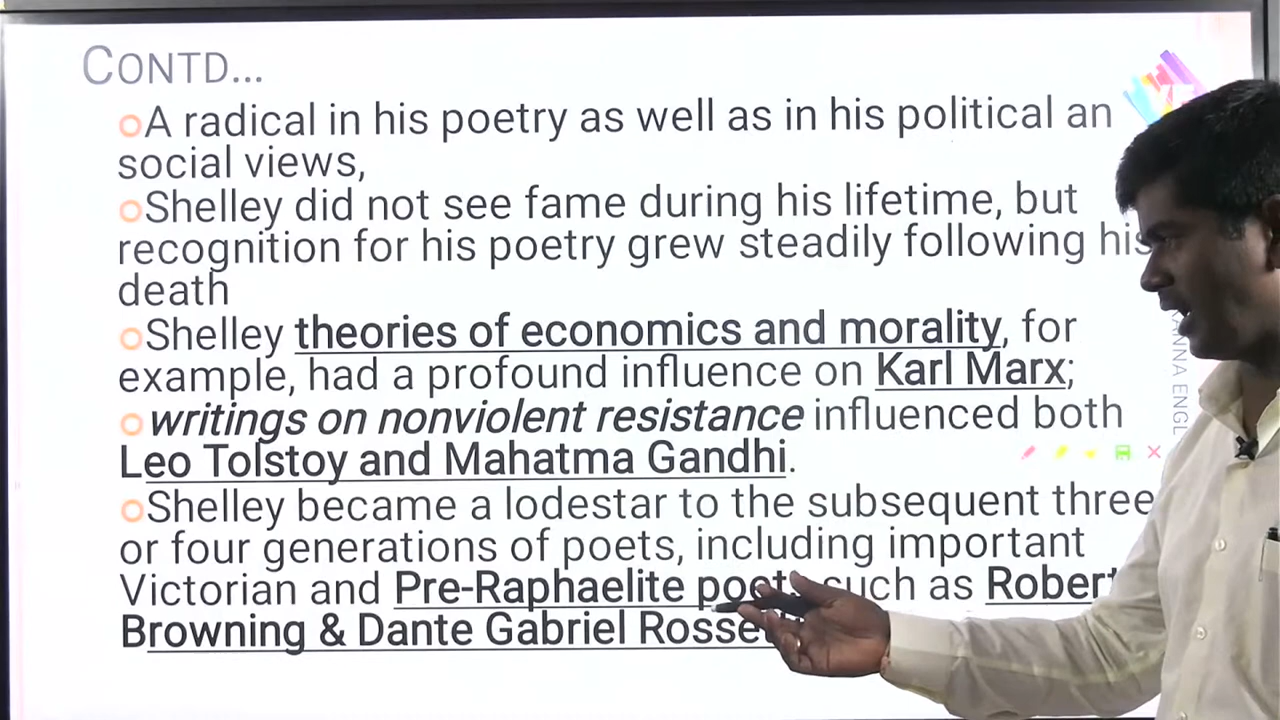 CONTD...
A radical in his poetry as well as in his political an
social views,
Shelley did not see fame during his lifetime, but
recognition for his poetry grew steadily following his
death
Shelley theories of economics and morality, for
example, had a profound influence on Karl Marx;
writings on nonviolent resistance influenced both
Leo Tolstoy and Mahatma Gandhi.
Shelley became a lodestar to the subsequent three
or four generations of poets, including important
Victorian and Pre-Raphaelite poets such as Robert
Browning & Dante Gabriel Rosse
KANNA ENGL